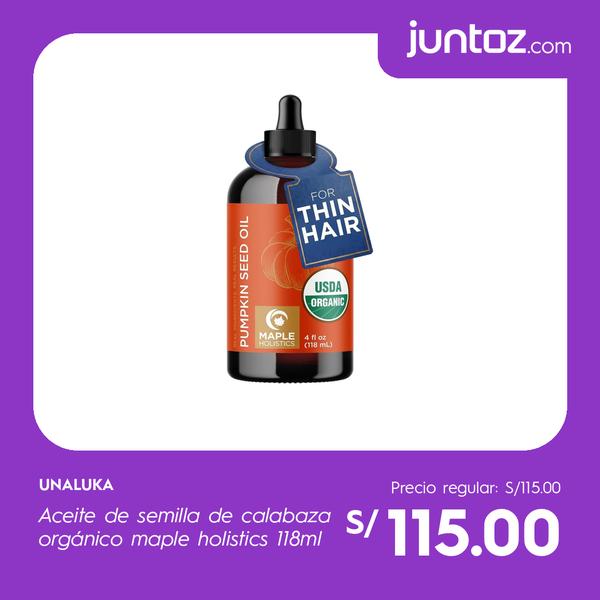 juntoz.com
FOR
THIN
HAIR
PUMPKIN SEED OIL
USDA
ORGANIC
MAPLE
HOLISTICS
4 fl oz
(118 mL)
UNALUKA
Aceite de semilla de calabaza
orgánico maple holistics 118ml
Precio regular: S/115.00
S/115.00